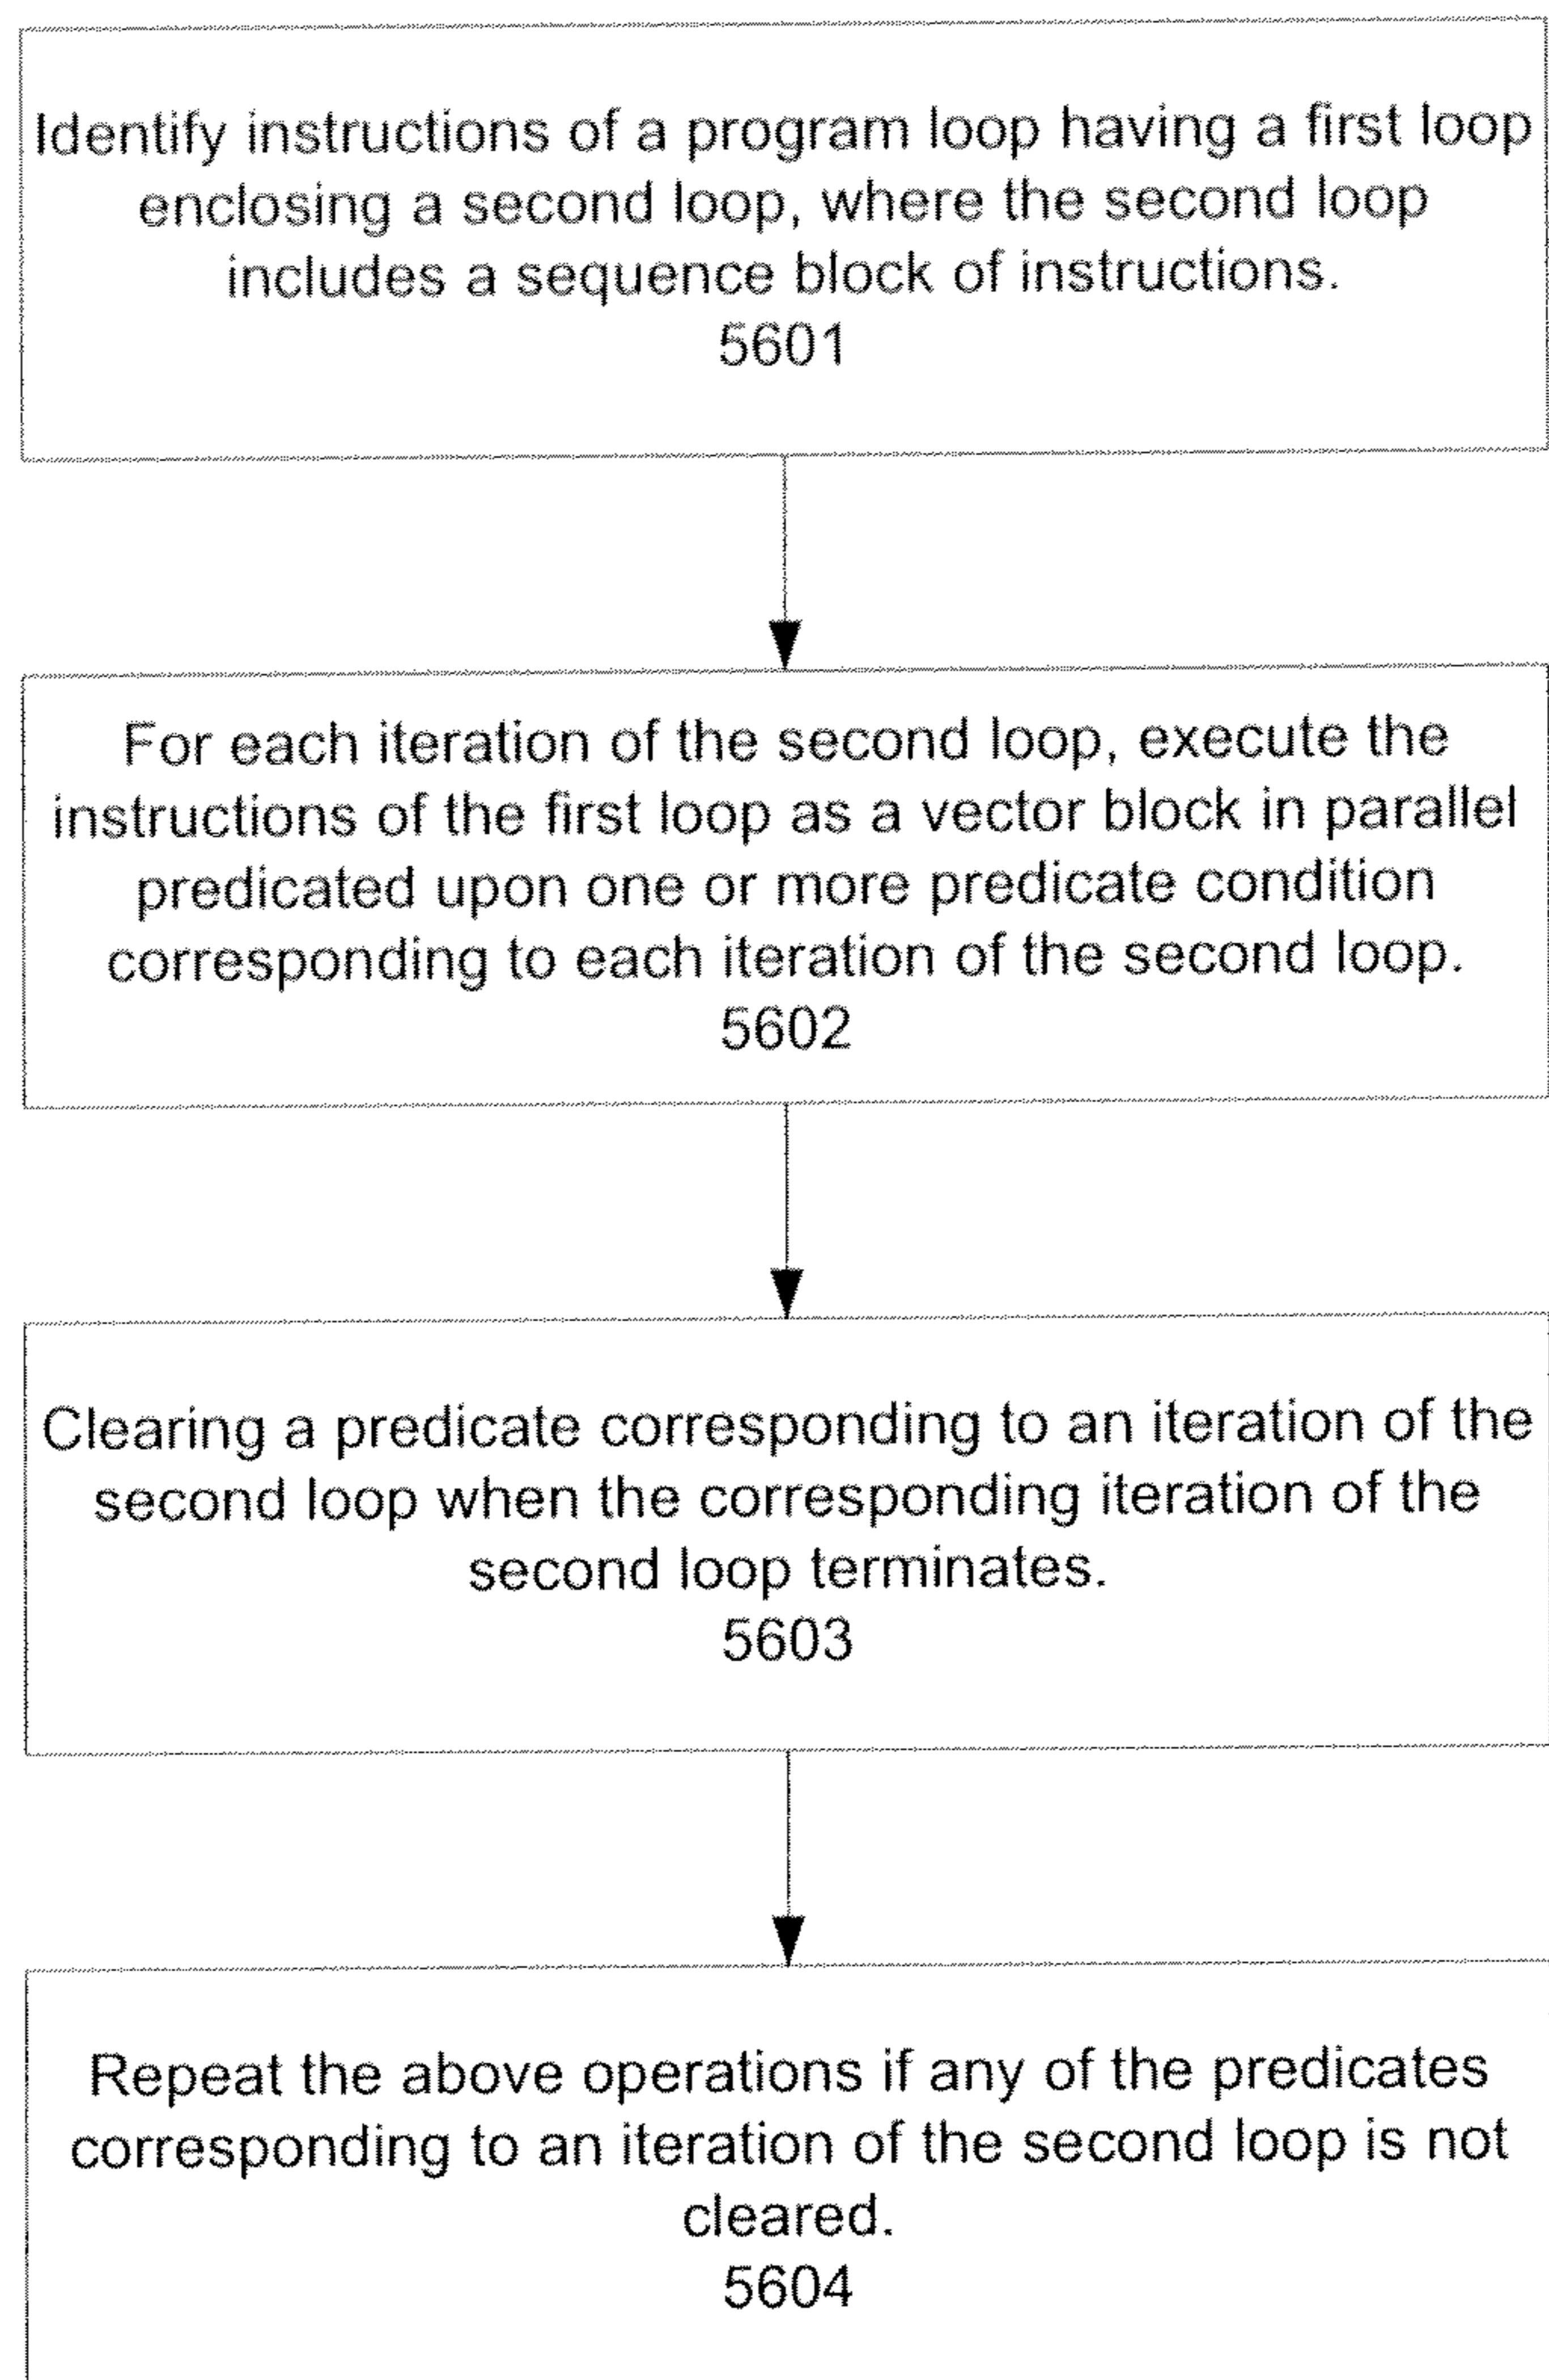 Identify instructions of a program loop having a first loop
enclosing a second loop, where the second loop
includes a sequence block of instructions.
5601
For each iteration of the second loop, execute the
instructions of the first loop as a vector block in parallel
predicated upon one or more predicate condition
corresponding to each iteration of the second loop.
5602
Clearing a predicate corresponding to an iteration of the
second loop when the corresponding iteration of the
second loop terminates.
5603
Repeat the above operations if any of the predicates
corresponding to an iteration of the second loop is not
cleared.
5604